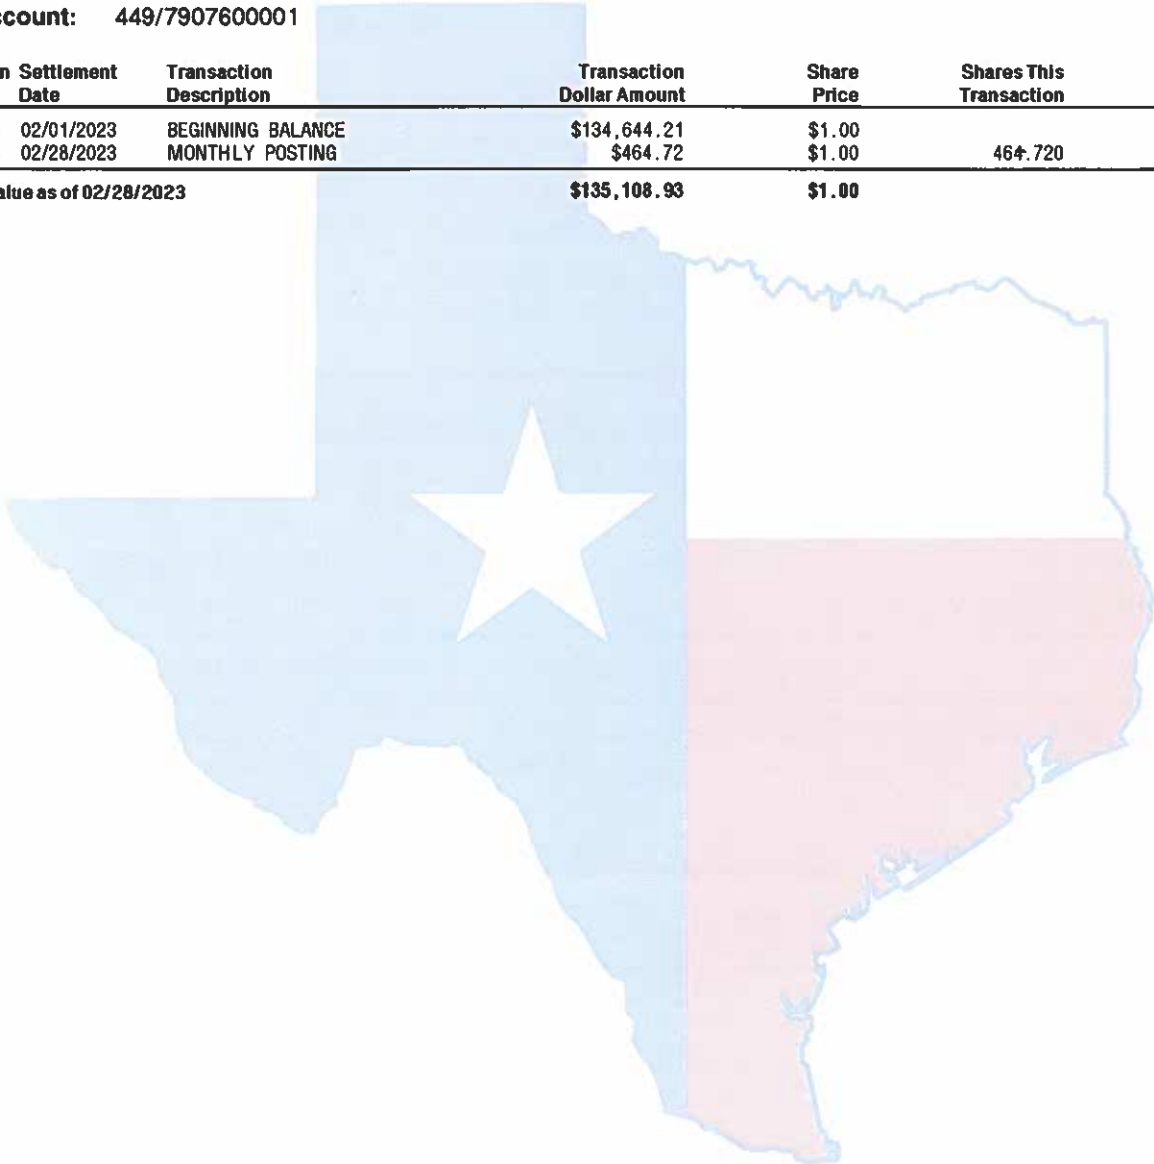 ccount: 449/7907600001
n Settlement Transaction Transaction Share Shares This
Date Description Dollar Amount Price Transaction
02/01/2023 BEGINNING BALANCE $134,644.21 $1.00
02/28/2023 MONTHLY POSTING $464.72 $1.00 464.720
alue as of 02/28/2023 $135,108.93 $1.00